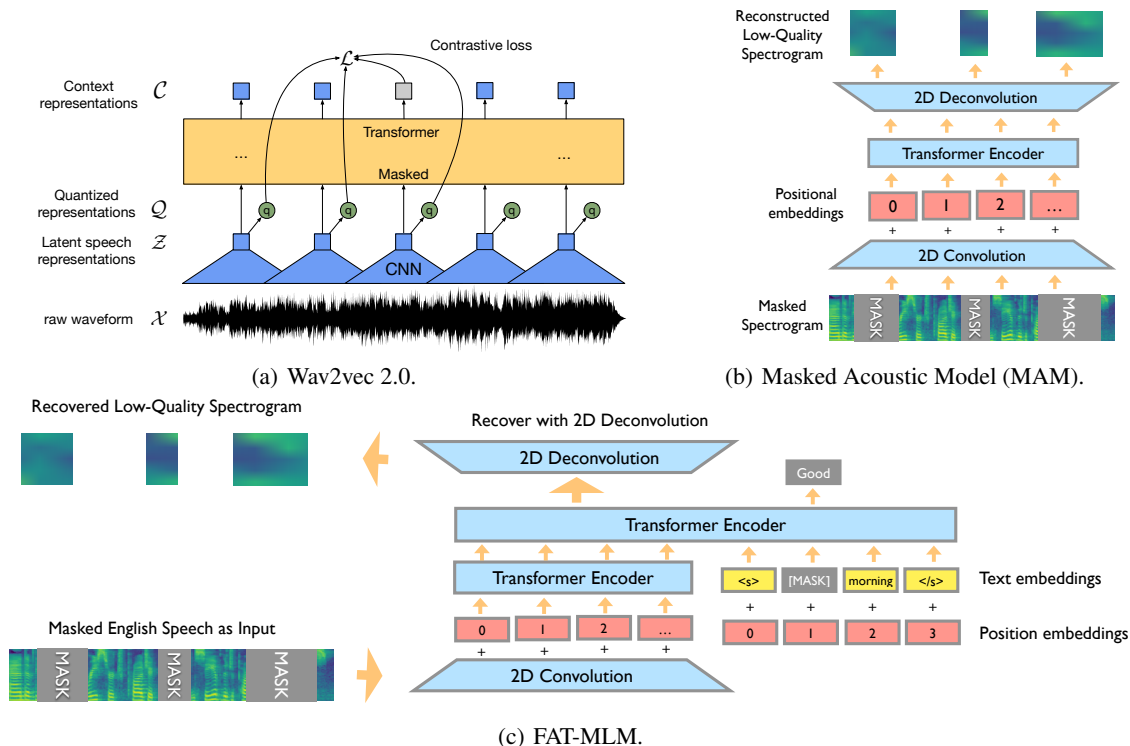 Contrastive loss
ℒ
Context
representations
𝒞
Transformer
...
...
Masked
Quantized
representations
𝒬
q
q
q
q
q
Latent speech
representations
𝒵
CNN
raw waveform
𝒳
(a) Wav2vec 2.0.
Reconstructed
Low-Quality
Spectrogram
2D Deconvolution
Transformer Encoder
Positional
embeddings
0
1
2
...
+
+
+
+
2D Convolution
Masked
Spectrogram
MASK
MASK
MASK
(b) Masked Acoustic Model (MAM).
Recovered Low-Quality Spectrogram
Recover with 2D Deconvolution
2D Deconvolution
Good
Transformer Encoder
Transformer Encoder
<s>
[MASK]
morning
</s>
Text embeddings
+
+
+
+
Masked English Speech as Input
0
1
2
...
0
1
2
3
Position embeddings
+
+
+
+
MASK
MASK
MASK
2D Convolution
(c) FAT-MLM.